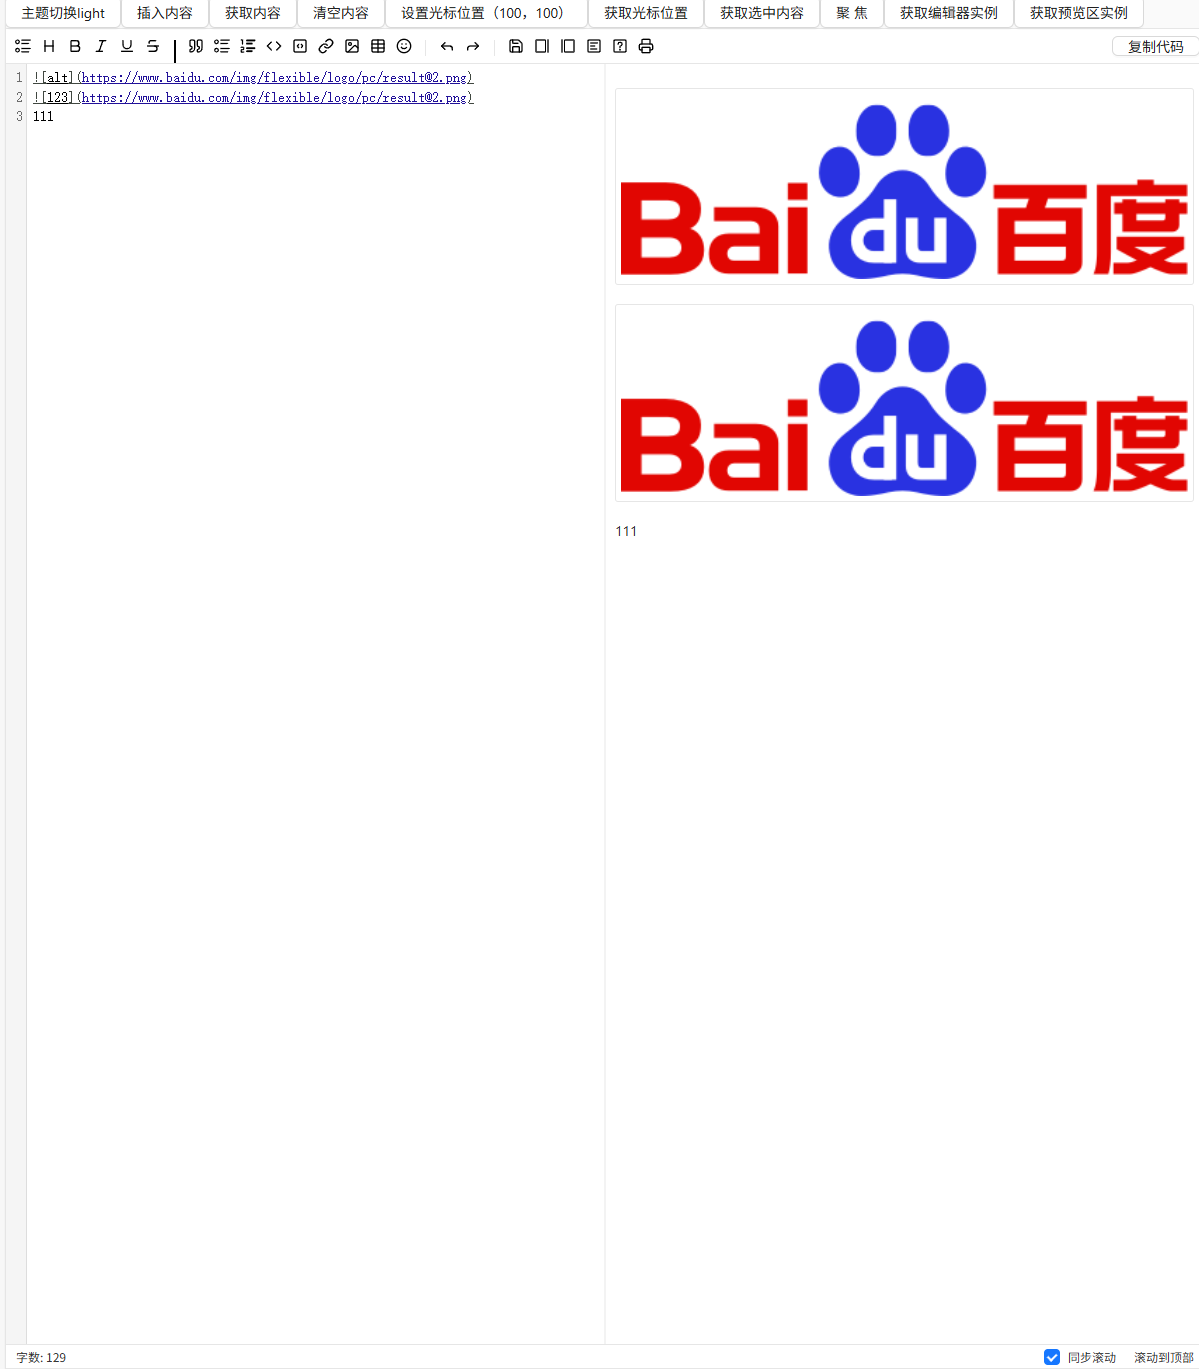 主题切换light 插入内容 获取内容 清空内容 设置光标位置（100，100） 获取光标位置 获取选中内容 聚 焦 获取编辑器实例 获取预览区实例
复制代码
1 ![alt](https://www.baidu.com/img/flexible/logo/pc/result@2.png)
2 ![123](https://www.baidu.com/img/flexible/logo/pc/result@2.png)
3 111
Bai du 百度
Bai du 百度
111
字数: 129 同步滚动 滚动到顶部